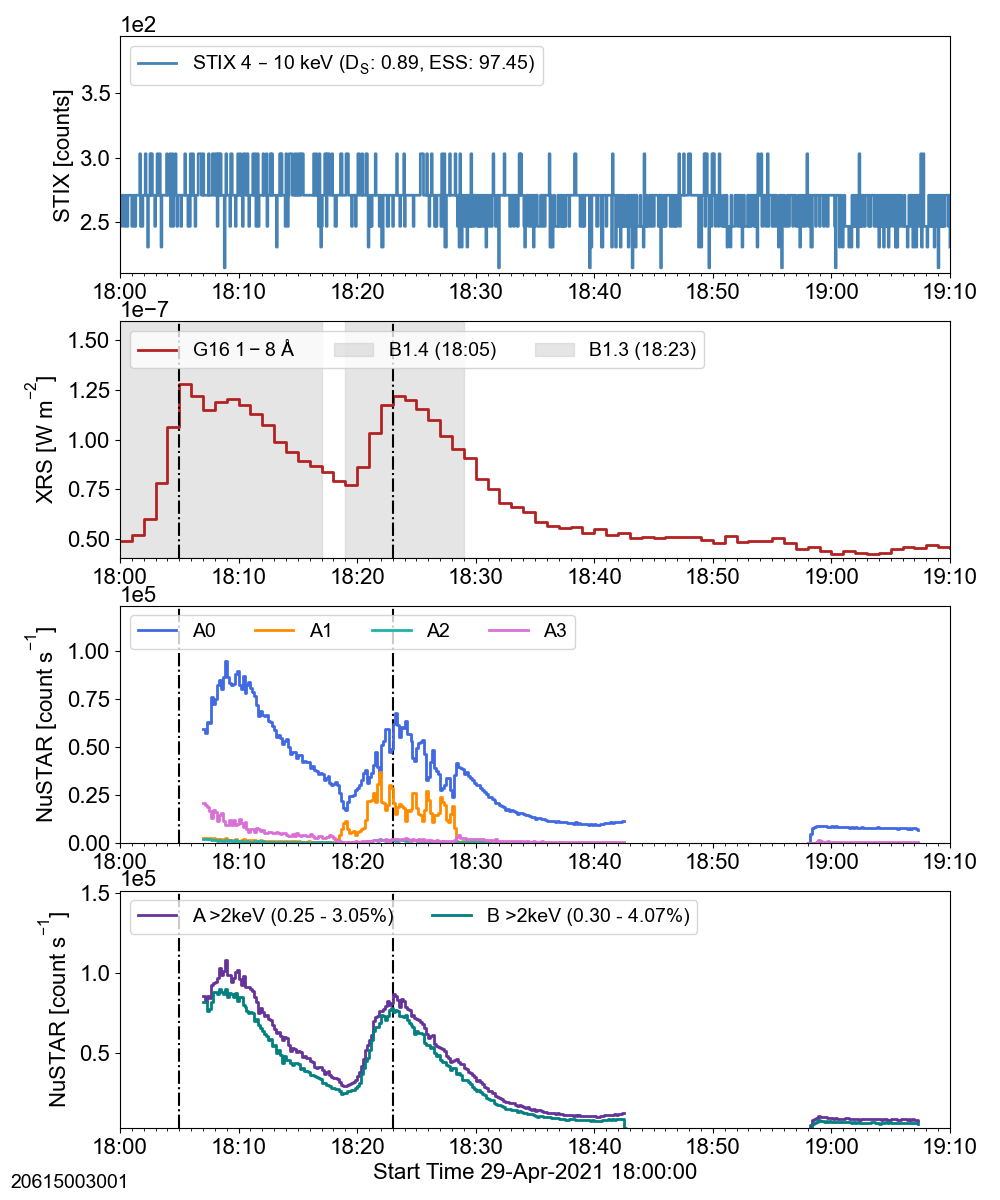 1e2
STIX 4 − 10 keV (D_S: 0.89, ESS: 97.45)
STIX [counts]
3.5
3.0
2.5
18:00 18:10 18:20 18:30 18:40 18:50 19:00 19:10
1e−7
G16 1 − 8 Å B1.4 (18:05) B1.3 (18:23)
XRS [W m⁻²]
1.50
1.25
1.00
0.75
0.50
18:00 18:10 18:20 18:30 18:40 18:50 19:00 19:10
1e5
A0 A1 A2 A3
NuSTAR [count s⁻¹]
1.00
0.75
0.50
0.25
0.00
18:00 18:10 18:20 18:30 18:40 18:50 19:00 19:10
1e5
A >2keV (0.25 - 3.05%) B >2keV (0.30 - 4.07%)
NuSTAR [count s⁻¹]
1.5
1.0
0.5
18:00 18:10 18:20 18:30 18:40 18:50 19:00 19:10
Start Time 29-Apr-2021 18:00:00
20615003001